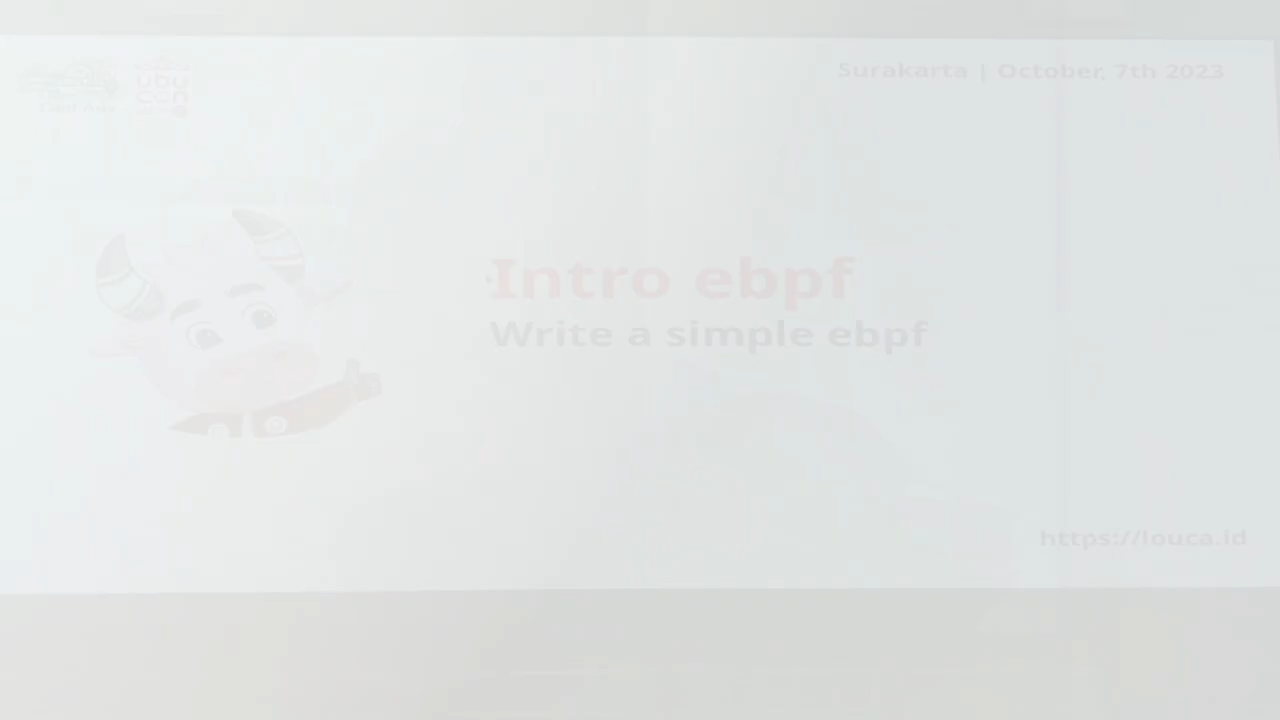 Surakarta | October, 7th 2023
Intro ebpf
Write a simple ebpf
https://louca.id